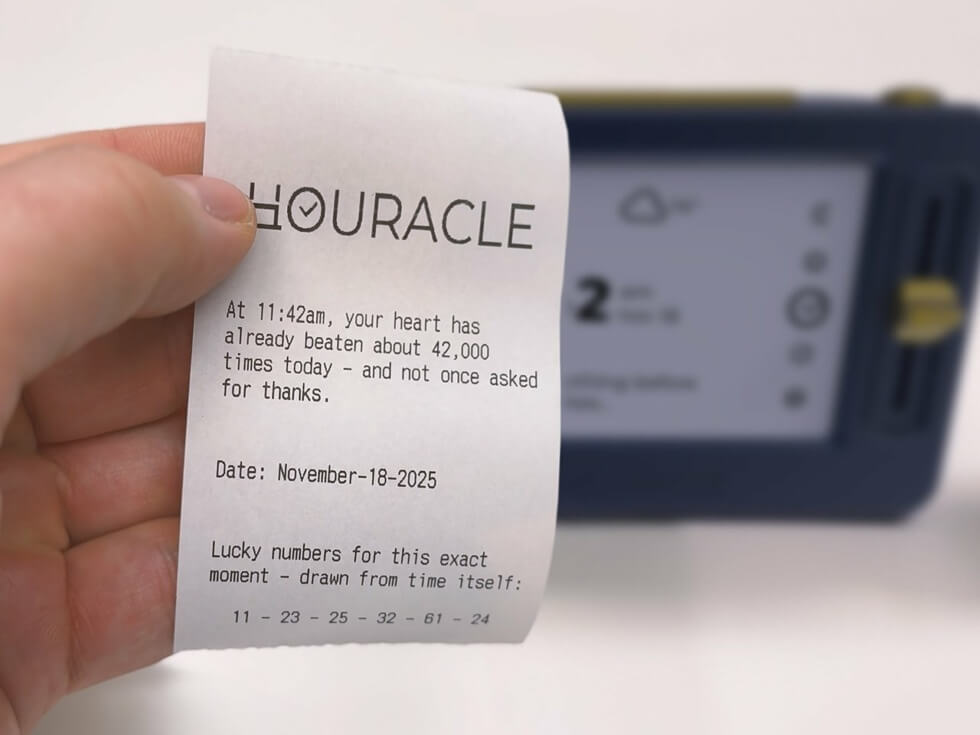 HOURACLE
At 11:42am, your heart has
already beaten about 42,000
times today - and not once asked
for thanks.
Date: November-18-2025
Lucky numbers for this exact
moment - drawn from time itself:
11 - 23 - 25 - 32 - 61 - 24
2